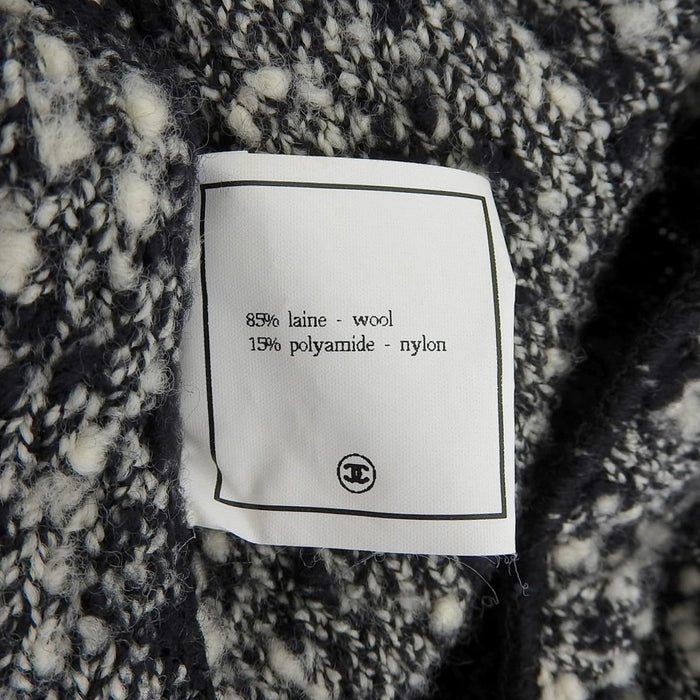 85% laine - wool
15% polyamide - nylon